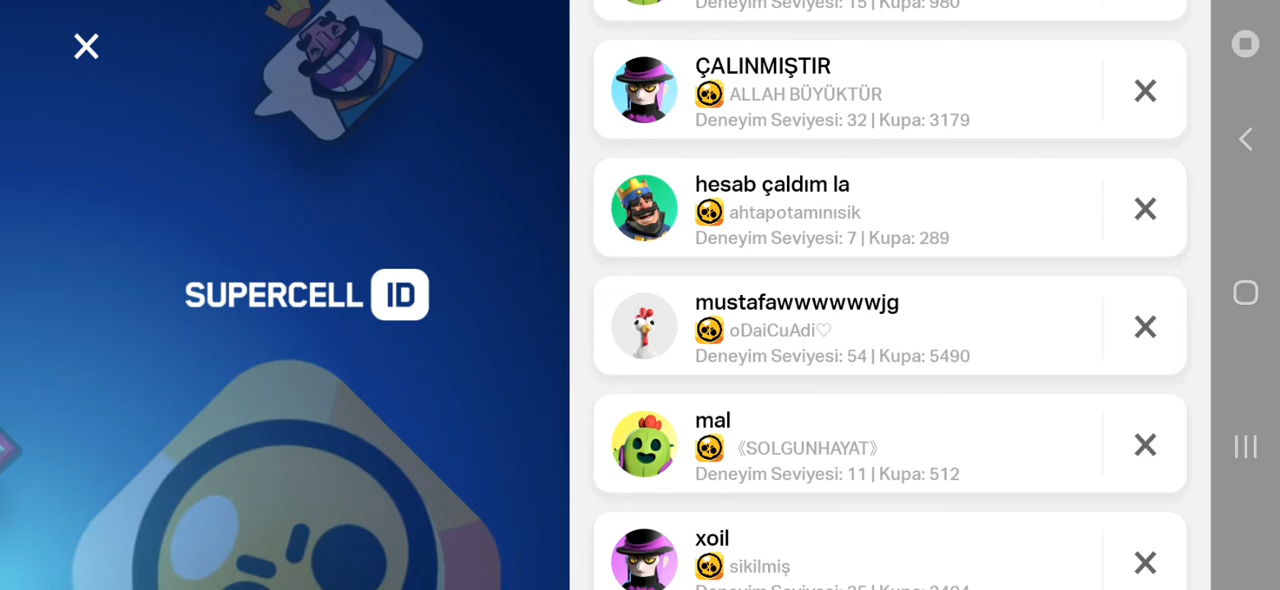 SUPERCELL ID
Deneyim Seviyesi: 15 | Kupa: 980
ÇALINMIŞTIR
ALLAH BÜYÜKTÜR
Deneyim Seviyesi: 32 | Kupa: 3179
hesab çaldım la
ahtapotamınısik
Deneyim Seviyesi: 7 | Kupa: 289
mustafawwwwwwjg
oDaiCuAdi♡
Deneyim Seviyesi: 54 | Kupa: 5490
mal
《SOLGUNHAYAT》
Deneyim Seviyesi: 11 | Kupa: 512
xoil
sikilmiş